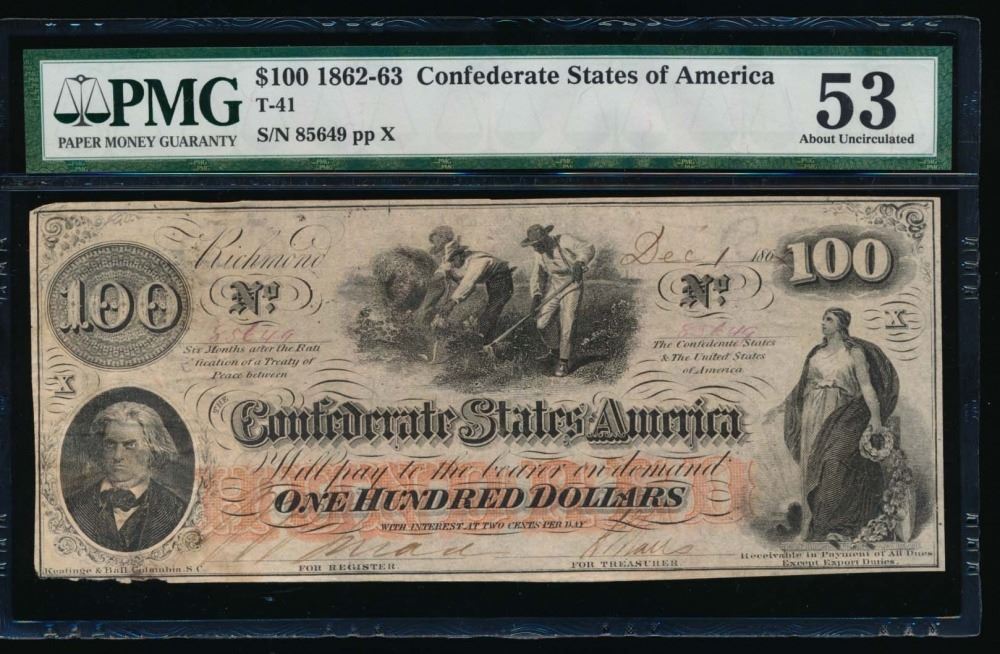 PMG
PAPER MONEY GUARANTY
$100 1862-63 Confederate States of America
T-41
S/N 85649 pp X
53
About Uncirculated
Richmond
Dec 1 186
100
100
No
No
85649
85649
Six Months after the Rati
fication of a Treaty of
Peace between
The Confederate States
& The United States
of America
X
X
THE
Confederate States of America
Will pay to the bearer on demand
ONE HUNDRED DOLLARS
WITH INTEREST AT TWO CENTS PER DAY
FOR REGISTER.
FOR TREASURER.
Keatinge & Ball Columbia, S.C.
Receivable in Payment of All Dues
Except Export Duties.